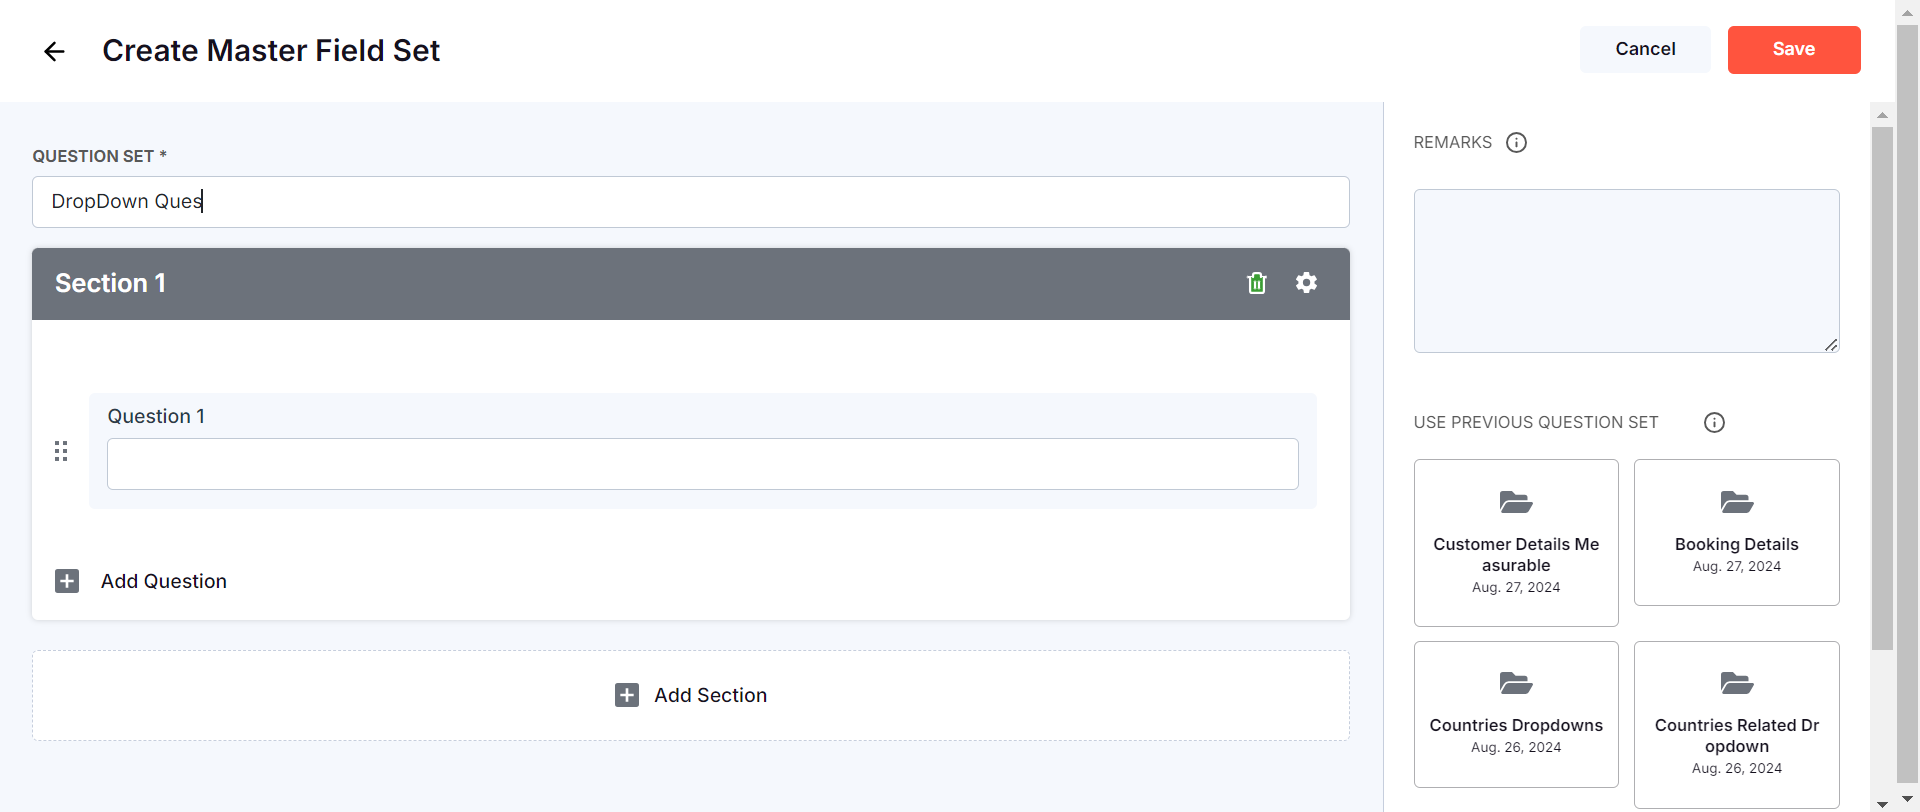 Create Master Field Set
Cancel
Save
QUESTION SET *
DropDown Ques
Section 1
Question 1
Add Question
Add Section
REMARKS
USE PREVIOUS QUESTION SET
Customer Details Me
asurable
Aug. 27, 2024
Booking Details
Aug. 27, 2024
Countries Dropdowns
Aug. 26, 2024
Countries Related Dr
opdown
Aug. 26, 2024